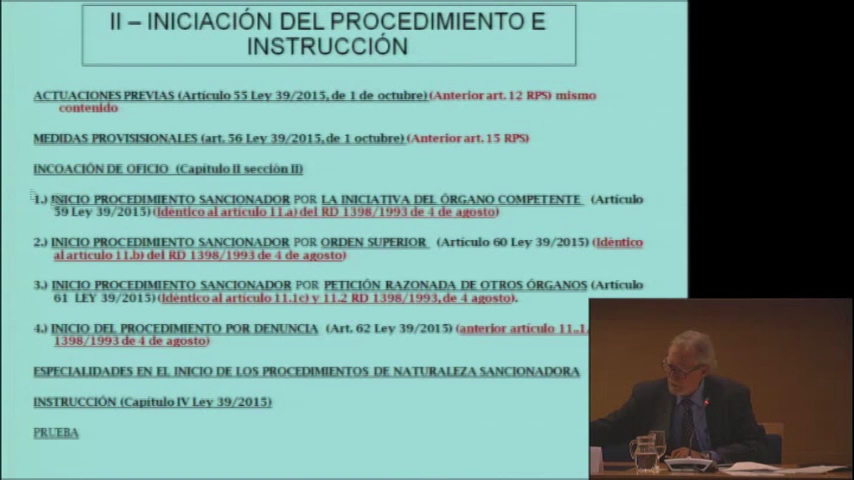 II – INICIACIÓN DEL PROCEDIMIENTO E
INSTRUCCIÓN
ACTUACIONES PREVIAS (Artículo 55 Ley 39/2015, de 1 de octubre) (Anterior art. 12 RPS) mismo
contenido
MEDIDAS PROVISISIONALES (art. 56 Ley 39/2015, de 1 octubre) (Anterior art. 15 RPS)
INCOACIÓN DE OFICIO (Capítulo II sección II)
1.) INICIO PROCEDIMIENTO SANCIONADOR POR LA INICIATIVA DEL ÓRGANO COMPETENTE (Artículo
59 Ley 39/2015) (Idéntico al artículo 11.a) del RD 1398/1993 de 4 de agosto)
2.) INICIO PROCEDIMIENTO SANCIONADOR POR ORDEN SUPERIOR (Artículo 60 Ley 39/2015) (Idéntico
al artículo 11.b) del RD 1398/1993 de 4 de agosto)
3.) INICIO PROCEDIMIENTO SANCIONADOR POR PETICIÓN RAZONADA DE OTROS ÓRGANOS (Artículo
61 LEY 39/2015) (Idéntico al artículo 11.1c) y 11.2 RD 1398/1993, de 4 agosto).
4.) INICIO DEL PROCEDIMIENTO POR DENUNCIA (Art. 62 Ley 39/2015) (anterior artículo 11..1.
1398/1993 de 4 de agosto)
ESPECIALIDADES EN EL INICIO DE LOS PROCEDIMIENTOS DE NATURALEZA SANCIONADORA
INSTRUCCIÓN (Capítulo IV Ley 39/2015)
PRUEBA